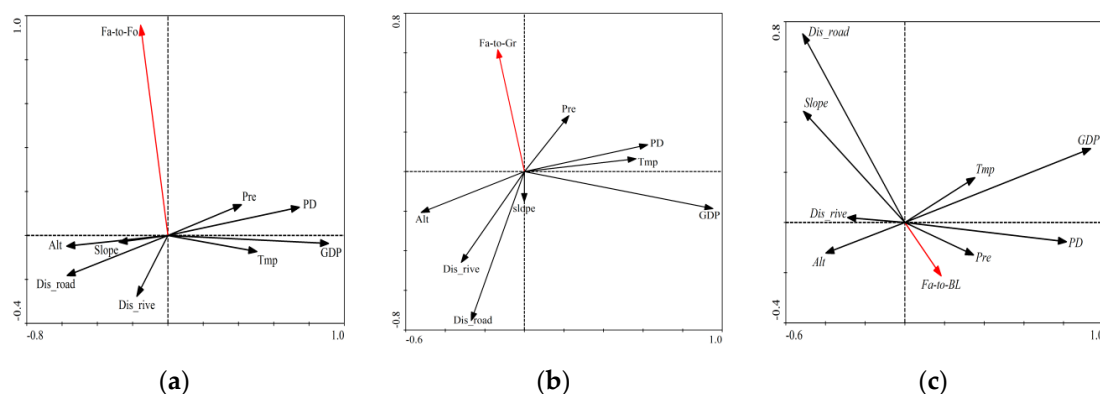 1.0
Fa-to-Fo
Pre
PD
Alt
Slope
GDP
Tmp
Dis_road
Dis_rive
-0.4
-0.8
1.0
(a)
0.8
Fa-to-Gr
Pre
PD
Tmp
slope
Alt
GDP
Dis_rive
Dis_road
-0.8
-0.6
1.0
(b)
0.8
Dis_road
Slope
GDP
Tmp
Dis_rive
PD
Alt
Pre
Fa-to-BL
-0.4
-0.6
1.0
(c)